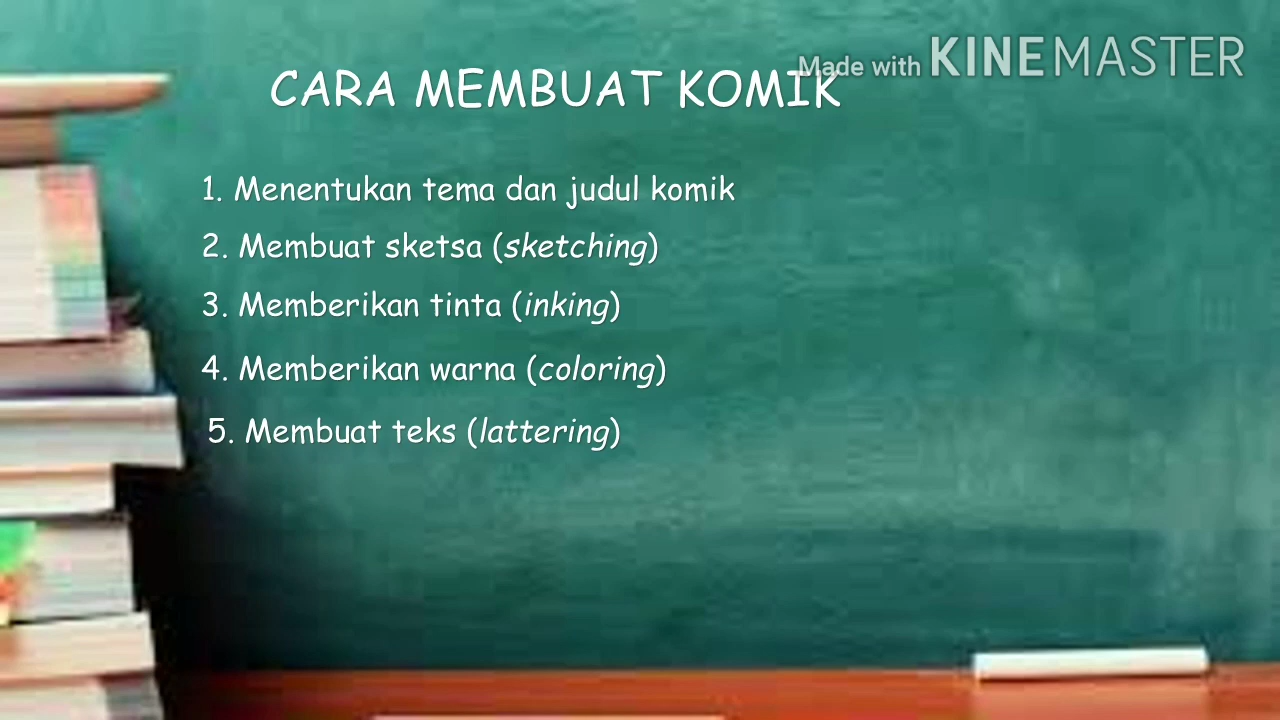 Made with KINEMASTER
CARA MEMBUAT KOMIK
1. Menentukan tema dan judul komik
2. Membuat sketsa (sketching)
3. Memberikan tinta (inking)
4. Memberikan warna (coloring)
5. Membuat teks (lattering)